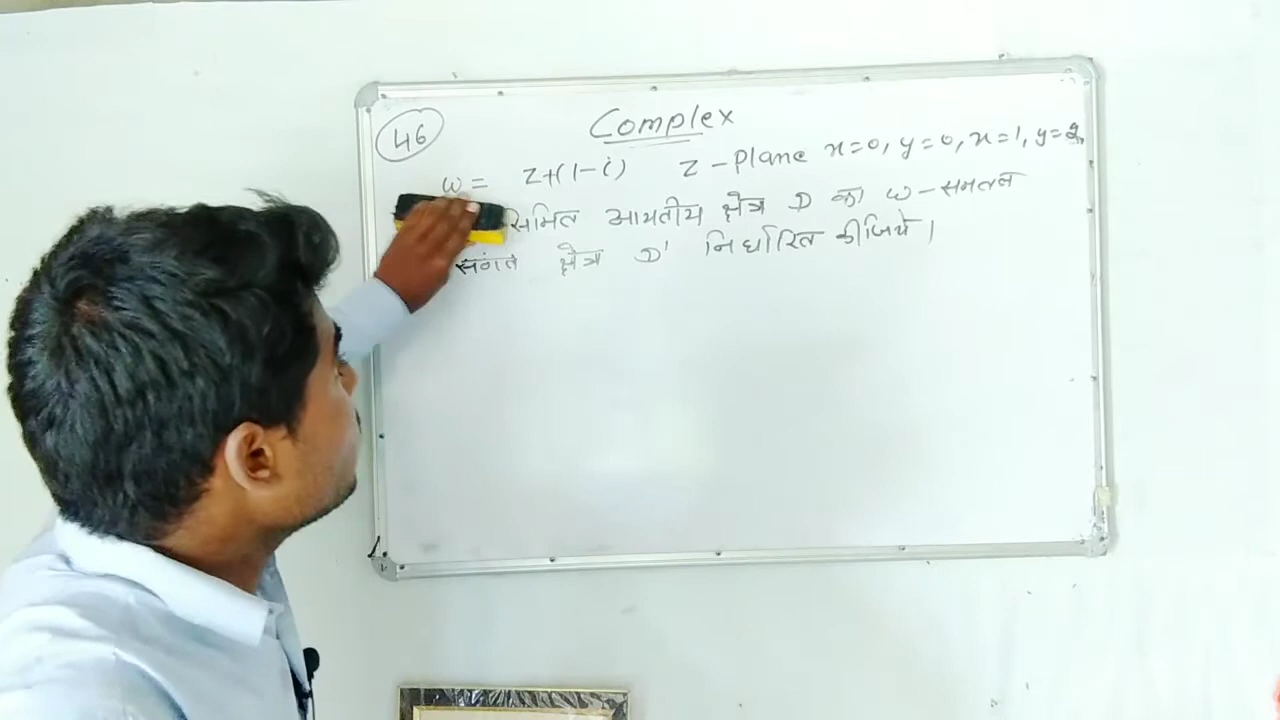 46
Complex
w = z+(1-i) z-plane x=0, y=0, x=1, y=2,
सिमित आयतीय क्षेत्र D का w-समतल
संगत क्षेत्र D' निर्धारित कीजिये।